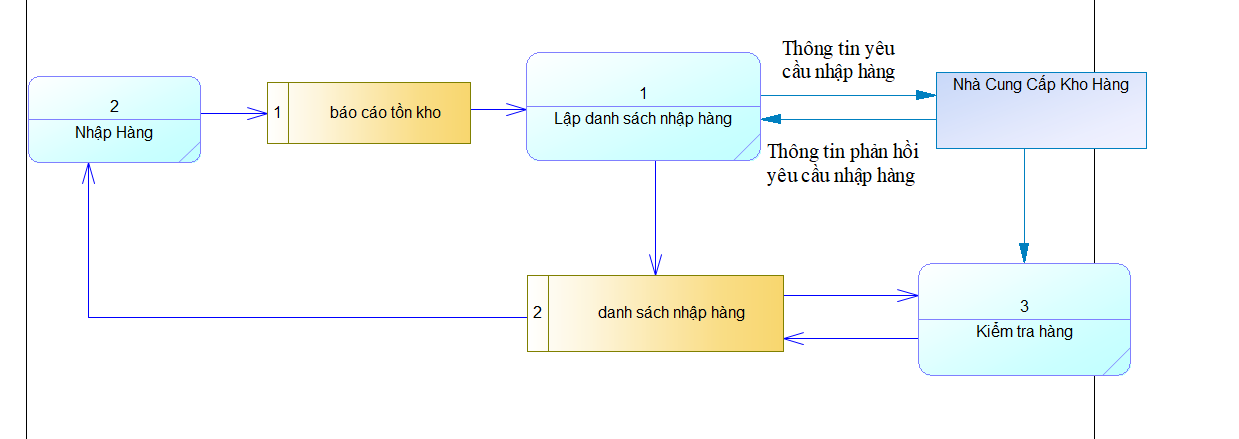 Thông tin yêu
cầu nhập hàng
2
Nhập Hàng
1
báo cáo tồn kho
1
Lập danh sách nhập hàng
Nhà Cung Cấp Kho Hàng
Thông tin phản hồi
yêu cầu nhập hàng
2
danh sách nhập hàng
3
Kiểm tra hàng